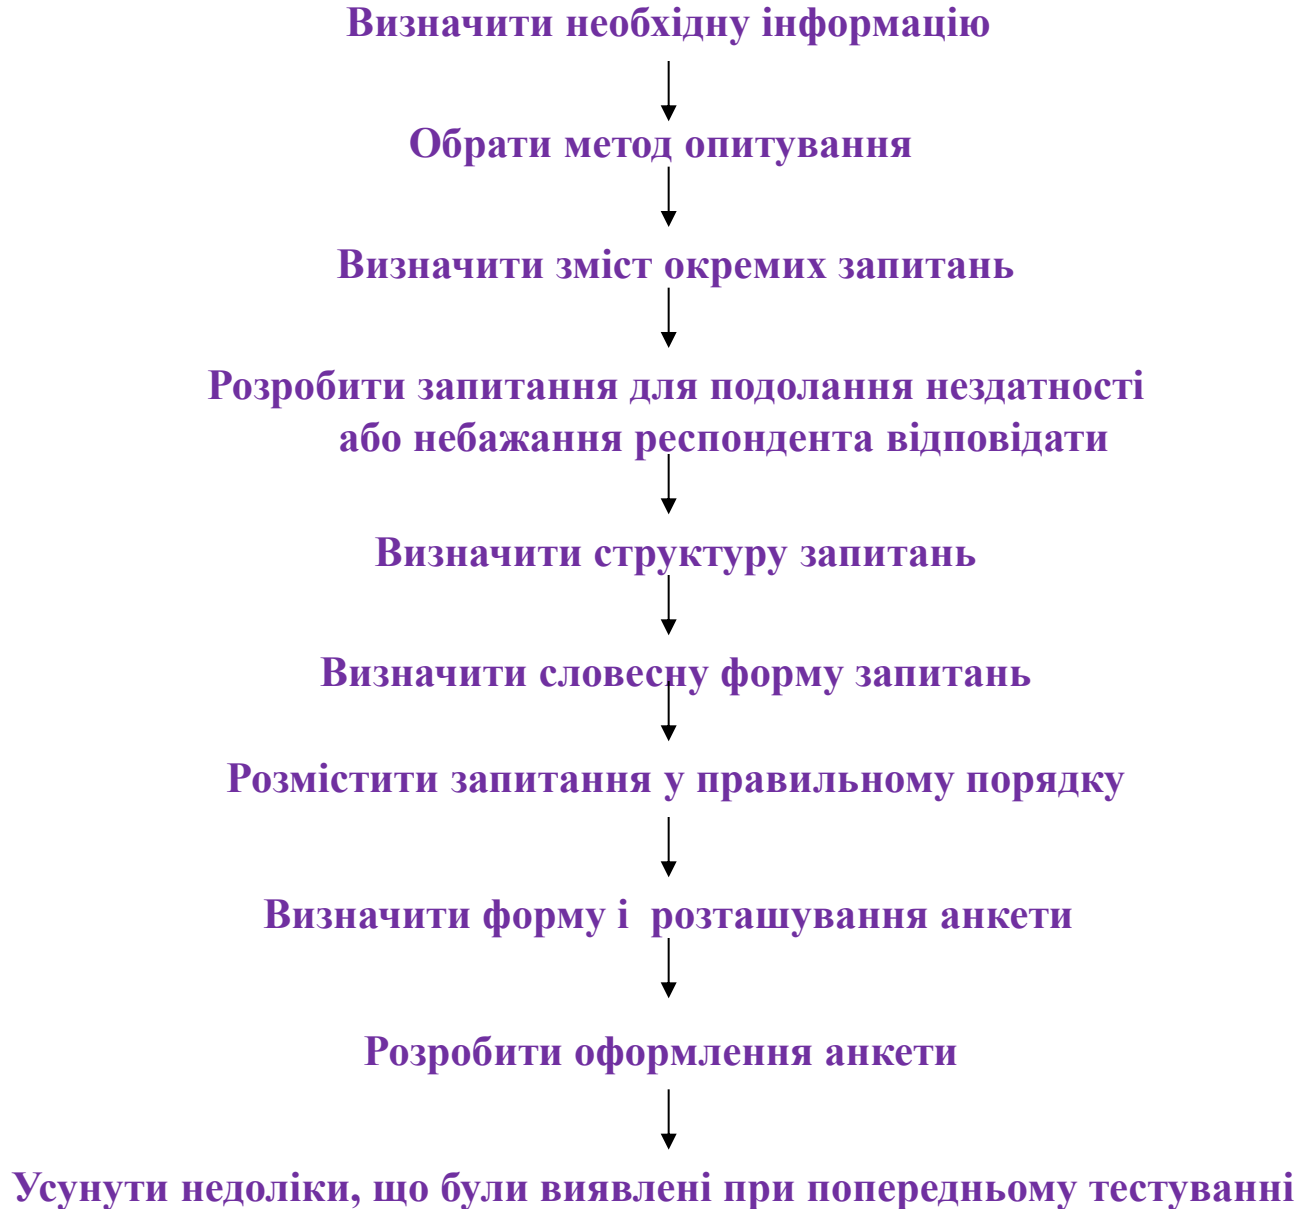 Визначити необхідну інформацію
Обрати метод опитування
Визначити зміст окремих запитань
Розробити запитання для подолання нездатності
або небажання респондента відповідати
Визначити структуру запитань
Визначити словесну форму запитань
Розмістити запитання у правильному порядку
Визначити форму і розташування анкети
Розробити оформлення анкети
Усунути недоліки, що були виявлені при попередньому тестуванні